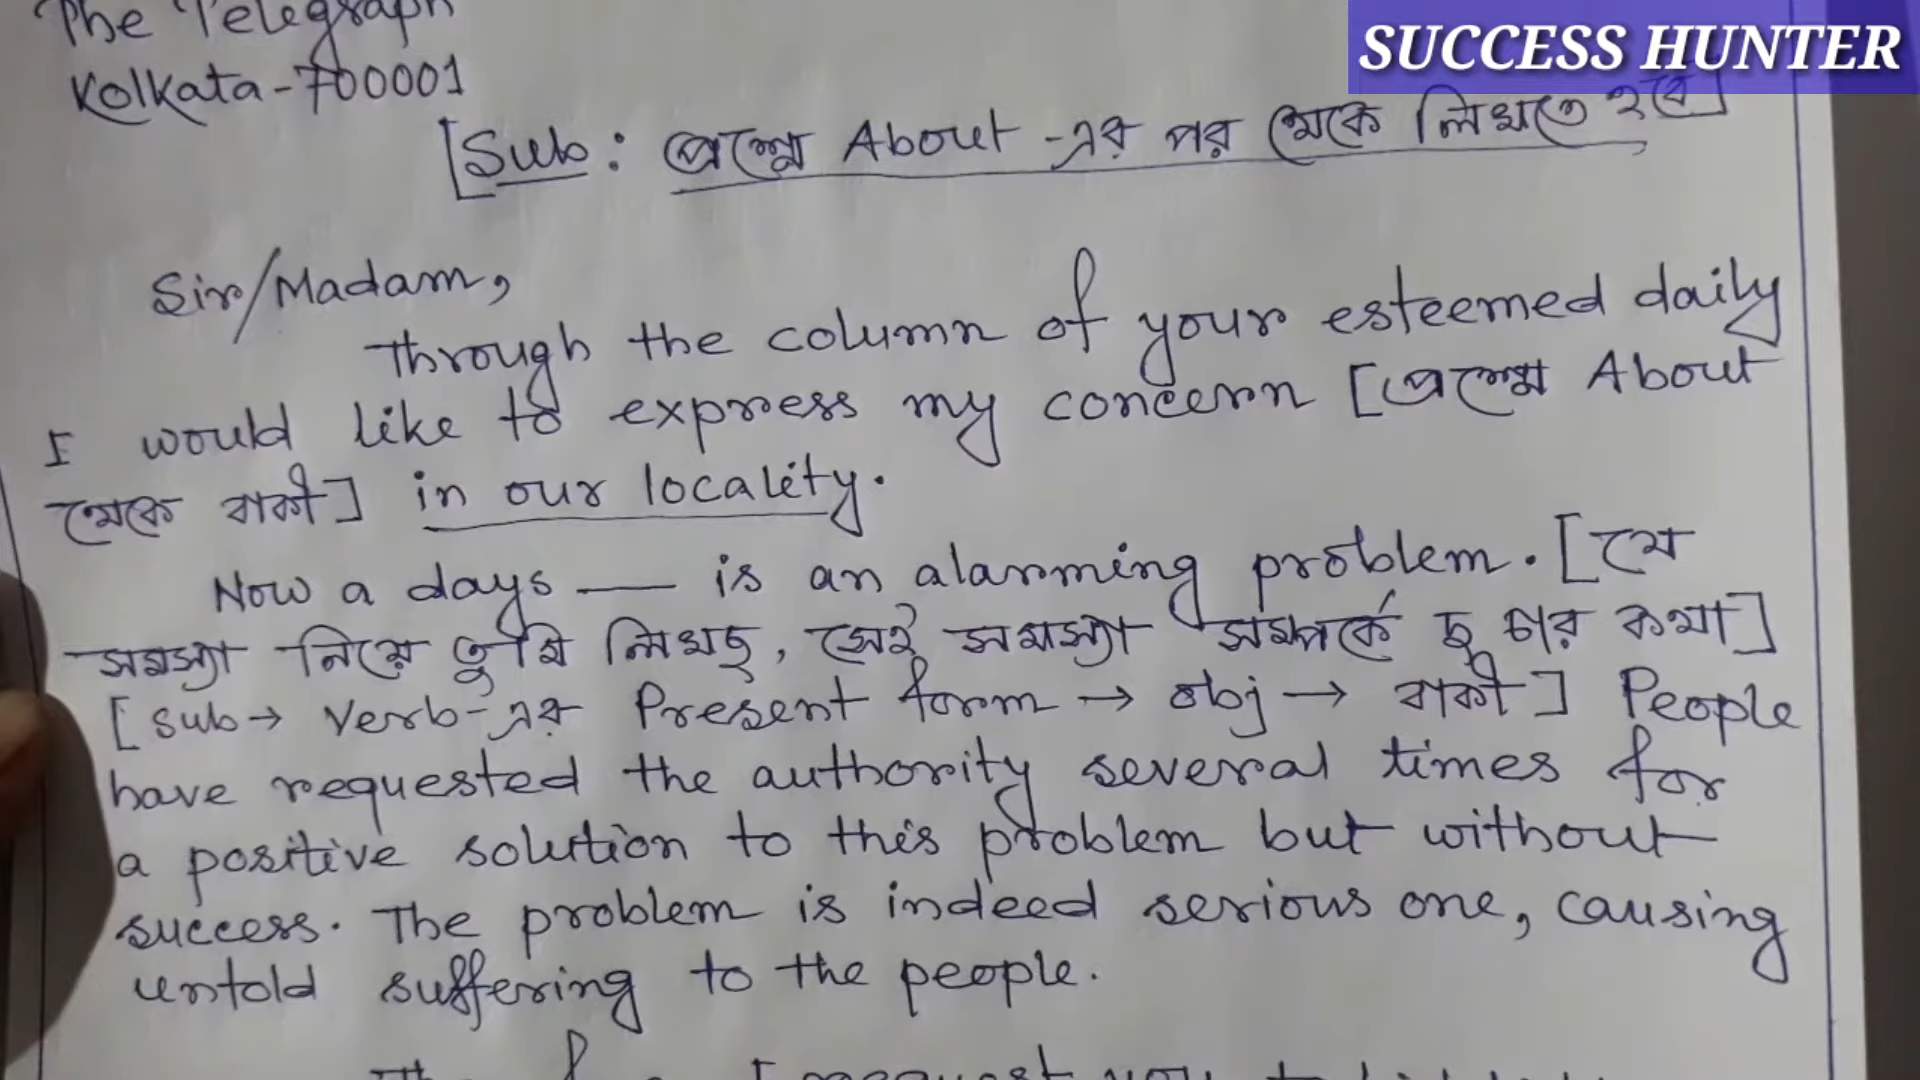 The Telegraph
SUCCESS HUNTER
Kolkata-700001
[Sub: প্রশ্নে About -এর পর থেকে লিখতে হবে]
Sir/Madam,
Through the column of your esteemed daily
I would like to express my concern [প্রশ্নে About
থেকে বাকী] in our locality.
Now a days — is an alarming problem. [যে
সমস্যা নিয়ে তুমি লিখছ, সেই সমস্যা সম্পর্কে দু চার কথা]
[sub→ verb-এর Present form → obj → বাকী] People
have requested the authority several times for
a positive solution to this problem but without
success. The problem is indeed serious one, causing
untold suffering to the people.
I request you to